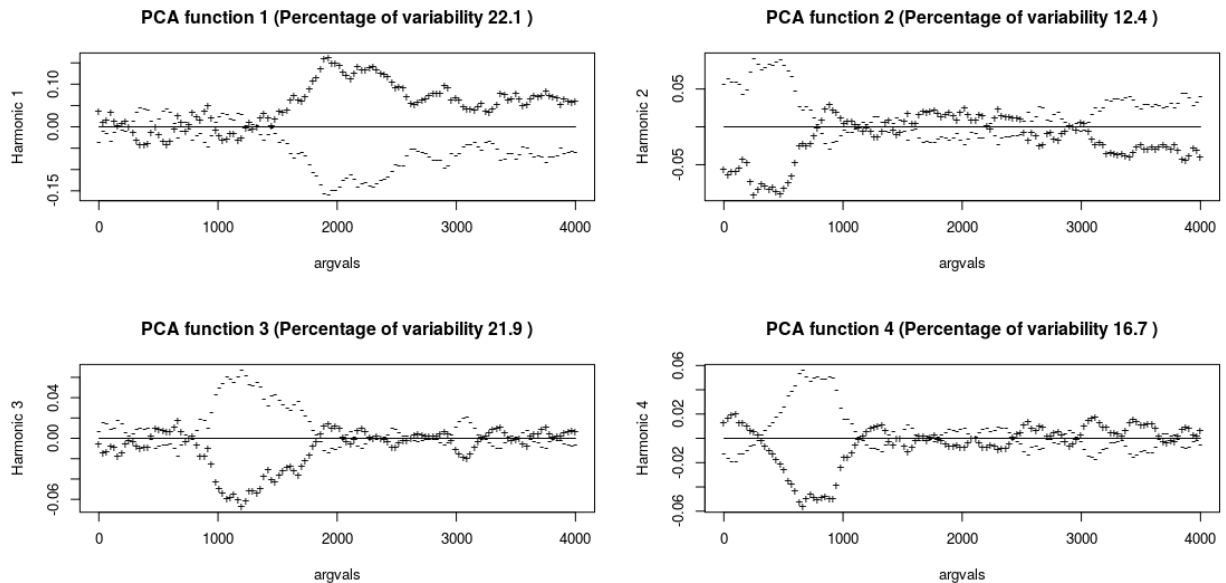 PCA function 1 (Percentage of variability 22.1 )
Harmonic 1
0.10
0.00
-0.15
0 1000 2000 3000 4000
argvals
PCA function 2 (Percentage of variability 12.4 )
Harmonic 2
0.05
-0.05
0 1000 2000 3000 4000
argvals
PCA function 3 (Percentage of variability 21.9 )
Harmonic 3
0.04
0.00
-0.06
0 1000 2000 3000 4000
argvals
PCA function 4 (Percentage of variability 16.7 )
Harmonic 4
0.06
0.02
-0.02
-0.06
0 1000 2000 3000 4000
argvals